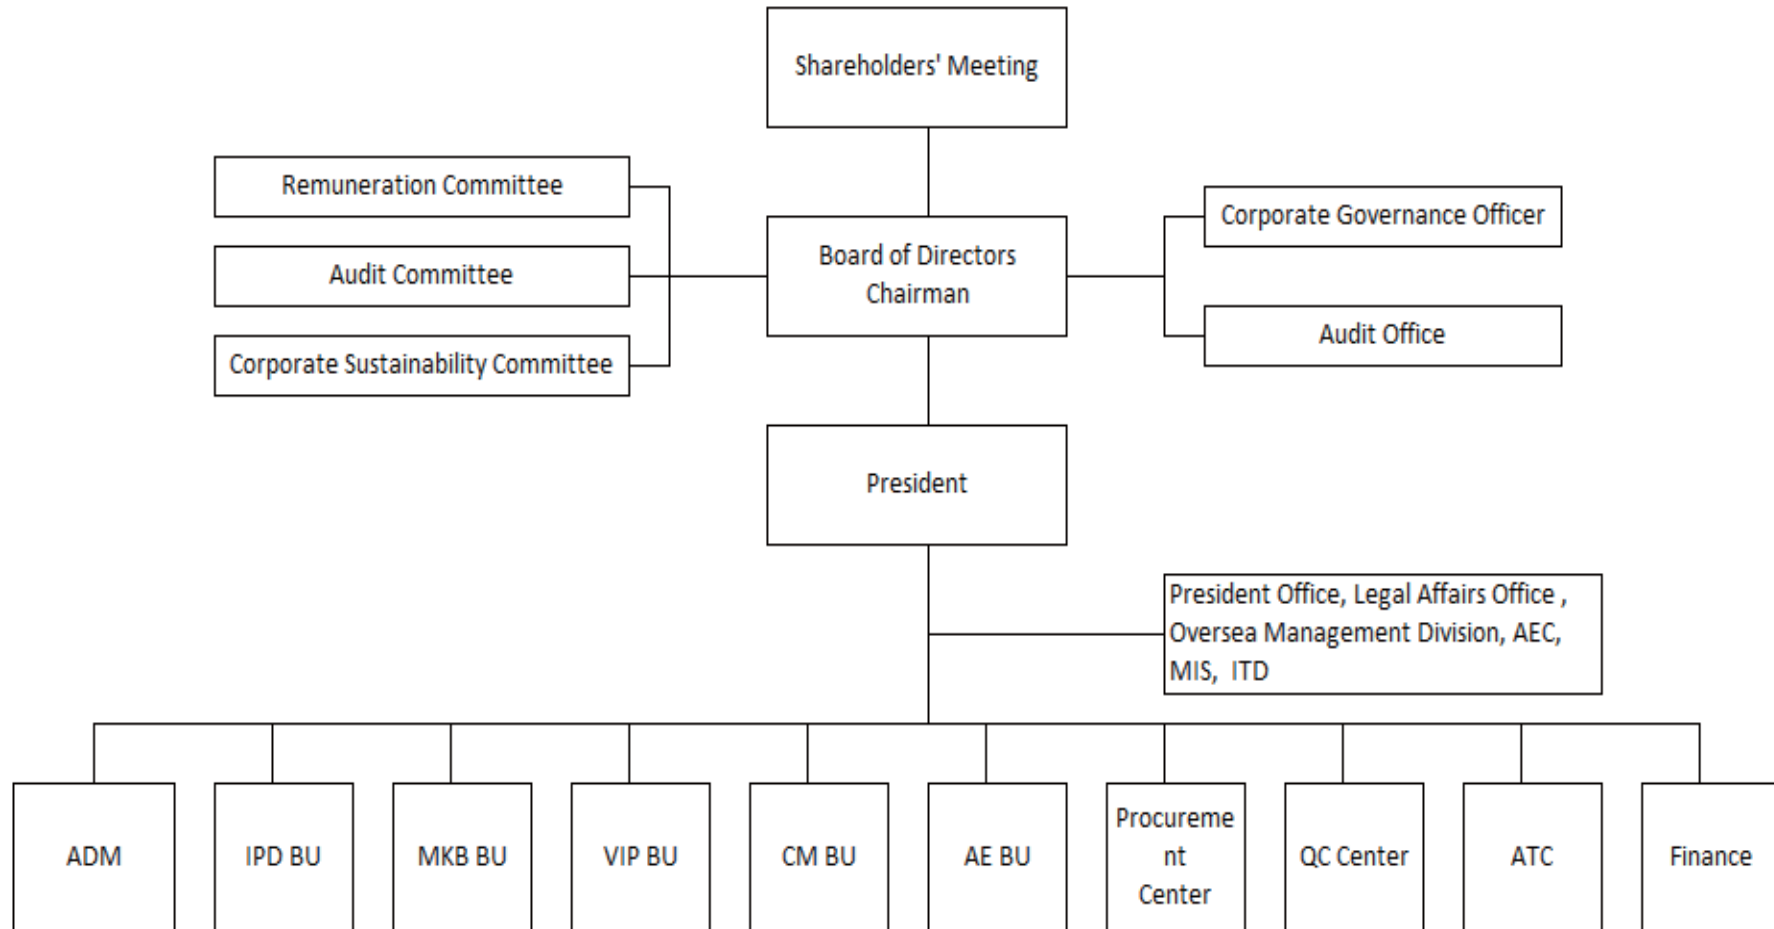 Shareholders' Meeting
Remuneration Committee
Corporate Governance Officer
Board of Directors
Chairman
Audit Committee
Audit Office
Corporate Sustainability Committee
President
President Office, Legal Affairs Office ,
Oversea Management Division, AEC,
MIS,  ITD
ADM
IPD BU
MKB BU
VIP BU
CM BU
AE BU
Procureme
nt
Center
QC Center
ATC
Finance